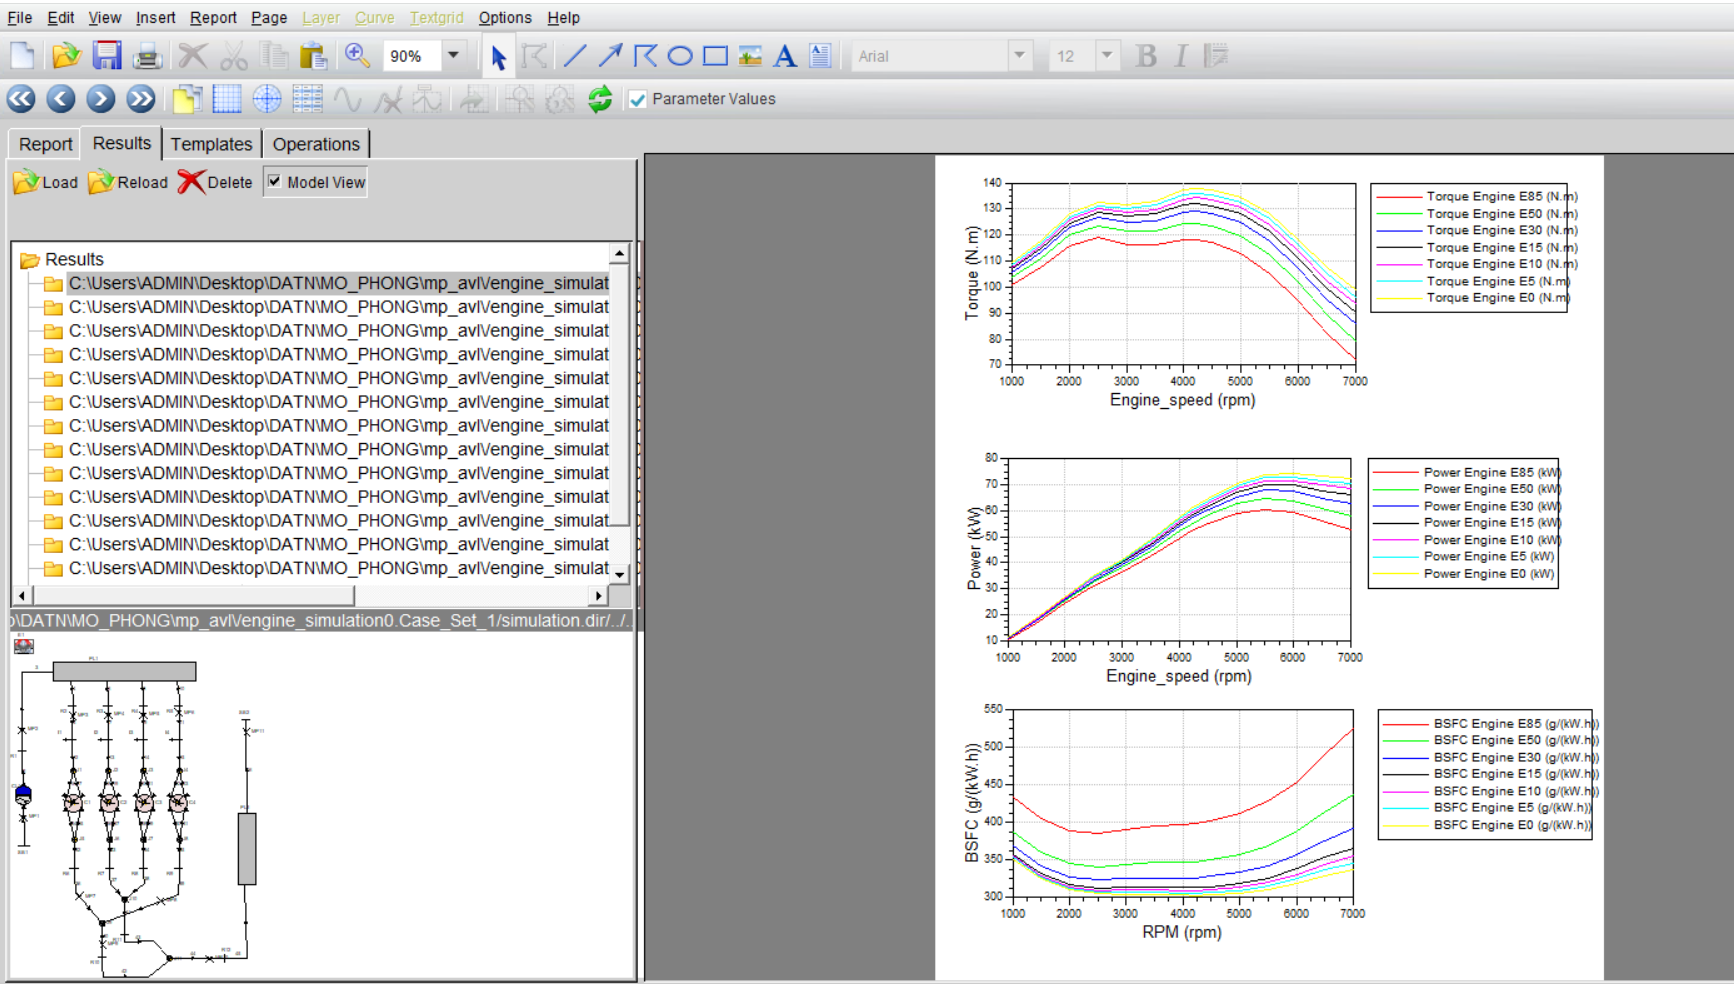 File Edit View Insert Report Page Layer Curve Textgrid Options Help
90% Arial 12 B I
Parameter Values
Report Results Templates Operations
Load Reload Delete Model View
Results
C:\Users\ADMIN\Desktop\DATN\MO_PHONG\mp_avl\/engine_simulat
C:\Users\ADMIN\Desktop\DATN\MO_PHONG\mp_avl\/engine_simulat
C:\Users\ADMIN\Desktop\DATN\MO_PHONG\mp_avl\/engine_simulat
C:\Users\ADMIN\Desktop\DATN\MO_PHONG\mp_avl\/engine_simulat
C:\Users\ADMIN\Desktop\DATN\MO_PHONG\mp_avl\/engine_simulat
C:\Users\ADMIN\Desktop\DATN\MO_PHONG\mp_avl\/engine_simulat
C:\Users\ADMIN\Desktop\DATN\MO_PHONG\mp_avl\/engine_simulat
C:\Users\ADMIN\Desktop\DATN\MO_PHONG\mp_avl\/engine_simulat
C:\Users\ADMIN\Desktop\DATN\MO_PHONG\mp_avl\/engine_simulat
C:\Users\ADMIN\Desktop\DATN\MO_PHONG\mp_avl\/engine_simulat
C:\Users\ADMIN\Desktop\DATN\MO_PHONG\mp_avl\/engine_simulat
C:\Users\ADMIN\Desktop\DATN\MO_PHONG\mp_avl\/engine_simulat
C:\Users\ADMIN\Desktop\DATN\MO_PHONG\mp_avl\/engine_simulat
\DATN\MO_PHONG\mp_avl\/engine_simulation0.Case_Set_1/simulation.dir/../.
140
130
120
110
100
90
80
70
Torque (N.m)
1000 2000 3000 4000 5000 6000 7000
Engine_speed (rpm)
Torque Engine E85 (N.m)
Torque Engine E50 (N.m)
Torque Engine E30 (N.m)
Torque Engine E15 (N.m)
Torque Engine E10 (N.m)
Torque Engine E5 (N.m)
Torque Engine E0 (N.m)
80
70
60
50
40
30
20
10
Power (kW)
1000 2000 3000 4000 5000 6000 7000
Engine_speed (rpm)
Power Engine E85 (kW)
Power Engine E50 (kW)
Power Engine E30 (kW)
Power Engine E15 (kW)
Power Engine E10 (kW)
Power Engine E5 (kW)
Power Engine E0 (kW)
550
500
450
400
350
300
BSFC (g/(kW.h))
1000 2000 3000 4000 5000 6000 7000
RPM (rpm)
BSFC Engine E85 (g/(kW.h))
BSFC Engine E50 (g/(kW.h))
BSFC Engine E30 (g/(kW.h))
BSFC Engine E15 (g/(kW.h))
BSFC Engine E10 (g/(kW.h))
BSFC Engine E5 (g/(kW.h))
BSFC Engine E0 (g/(kW.h))